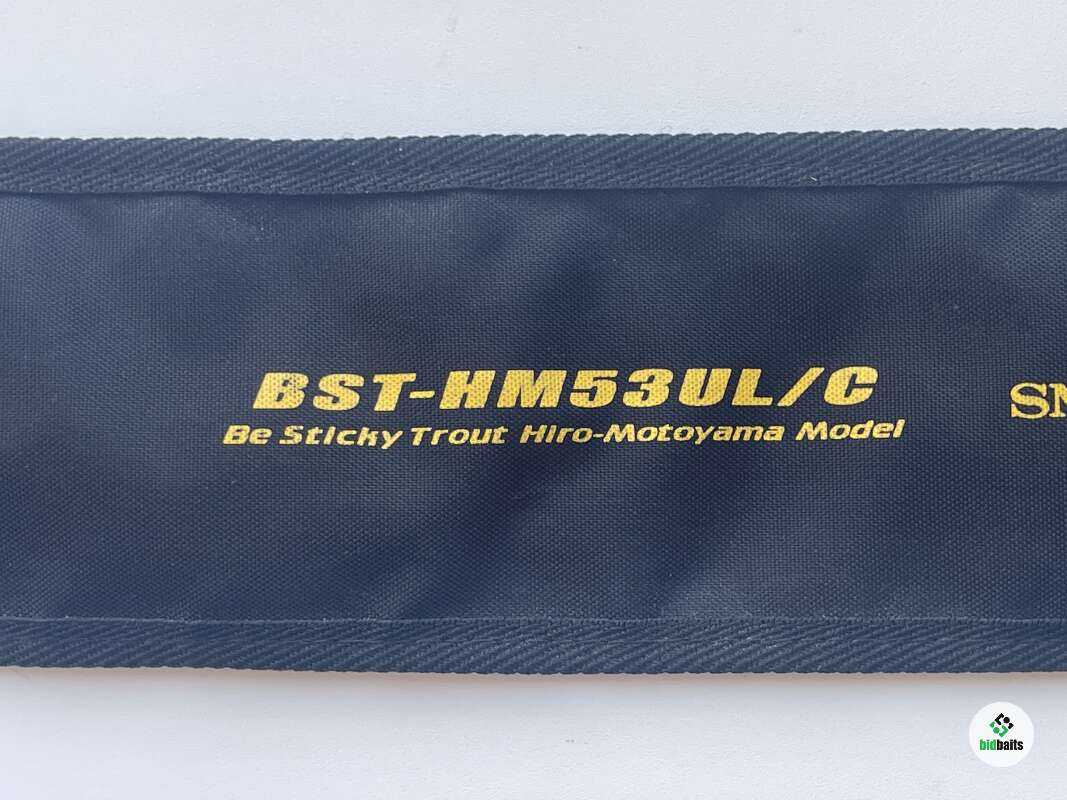 BST-HM53UL/C
Be Sticky Trout Hiro-Motoyama Model
bidbaits